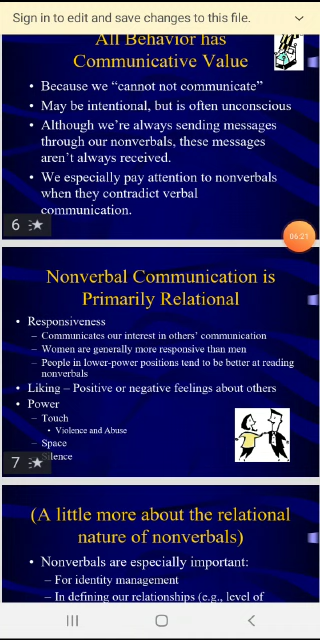 Sign in to edit and save changes to this file.
All Behavior has
Communicative Value
• Because we “cannot not communicate”
• May be intentional, but is often unconscious
• Although we’re always sending messages
through our nonverbals, these messages
aren’t always received.
• We especially pay attention to nonverbals
when they contradict verbal
communication.
6
06:21
Nonverbal Communication is
Primarily Relational
• Responsiveness
– Communicates our interest in others’ communication
– Women are generally more responsive than men
– People in lower-power positions tend to be better at reading
nonverbals
• Liking – Positive or negative feelings about others
• Power
– Touch
• Violence and Abuse
– Space
Silence
7
(A little more about the relational
nature of nonverbals)
• Nonverbals are especially important:
– For identity management
– In defining our relationships (e.g., level of